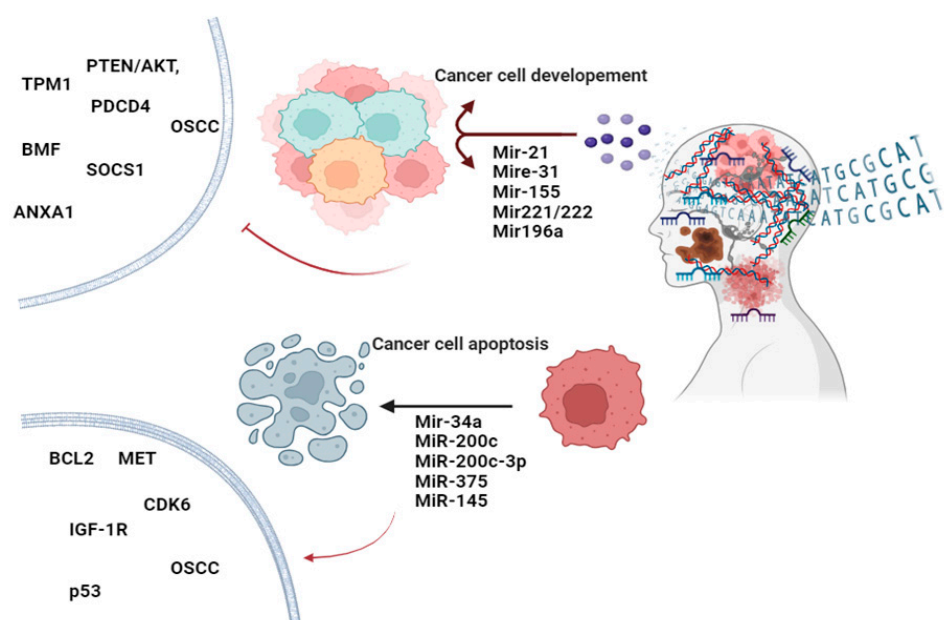 PTEN/AKT,
TPM1
PDCD4
OSCC
BMF
SOCS1
ANXA1
Cancer cell developement
Mir-21
Mire-31
Mir-155
Mir221/222
Mir196a
ATGCGCAT
ATCATGCG
CATGCGCAT
Cancer cell apoptosis
Mir-34a
MiR-200c
MiR-200c-3p
MiR-375
MiR-145
BCL2 MET
CDK6
IGF-1R
OSCC
p53